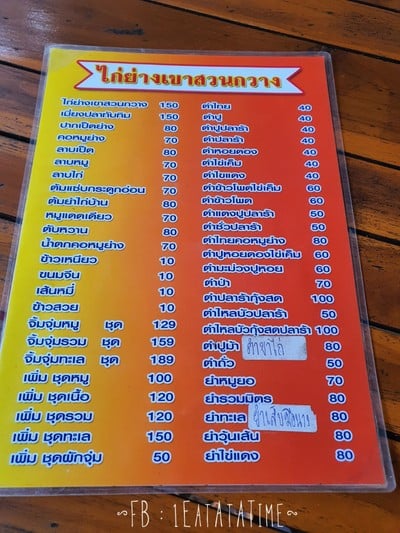 ไก่ย่างเขาสวนกวาง
ไก่ย่างเขาสวนกวาง 150
เมี่ยงปลาทับทิม 150
ปากเป็ดย่าง 80
คอหมูย่าง 70
ลาบเป็ด 80
ลาบหมู 70
ลาบไก่ 70
ต้มแซ่บกระดูกอ่อน 70
ต้มยำไก่บ้าน 80
หมูแดดเดียว 70
ตับหวาน 80
น้ำตกคอหมูย่าง 70
ข้าวเหนียว 10
ขนมจีน 10
เส้นหมี่ 10
ข้าวสวย 10
จิ้มจุ่มหมู ชุด 129
จิ้มจุ่มรวม ชุด 159
จิ้มจุ่มทะเล ชุด 189
เพิ่ม ชุดหมู 100
เพิ่ม ชุดเนื้อ 120
เพิ่ม ชุดรวม 120
เพิ่ม ชุดทะเล 150
เพิ่ม ชุดผักจุ่ม 50
ตำไทย 40
ตำปู 40
ตำปูปลาร้า 40
ตำปลาร้า 40
ตำหอยดอง 40
ตำไข่เค็ม 40
ตำไข่แดง 40
ตำข้าวโพดไข่เค็ม 60
ตำข้าวโพด 60
ตำแตงปูปลาร้า 50
ตำถั่วปลาร้า 50
ตำไทยคอหมูย่าง 80
ตำปูหอยดองไข่เค็ม 60
ตำมะม่วงปูหอย 60
ตำป่า 50
ตำปลาร้ากุ้งสด 100
ตำไหลบัวปลาร้า 50
ตำไหลบัวกุ้งสดปลาร้า 100
ตำปูม้า ตำขาไก่ 80
ตำถั่ว 50
ยำหมูยอ 70
ยำรวมมิตร 80
ยำทะเล ยำเล็บมือนาง 80
ยำวุ้นเส้น 80
ยำไข่แดง 80
FB : 1EATATATIME